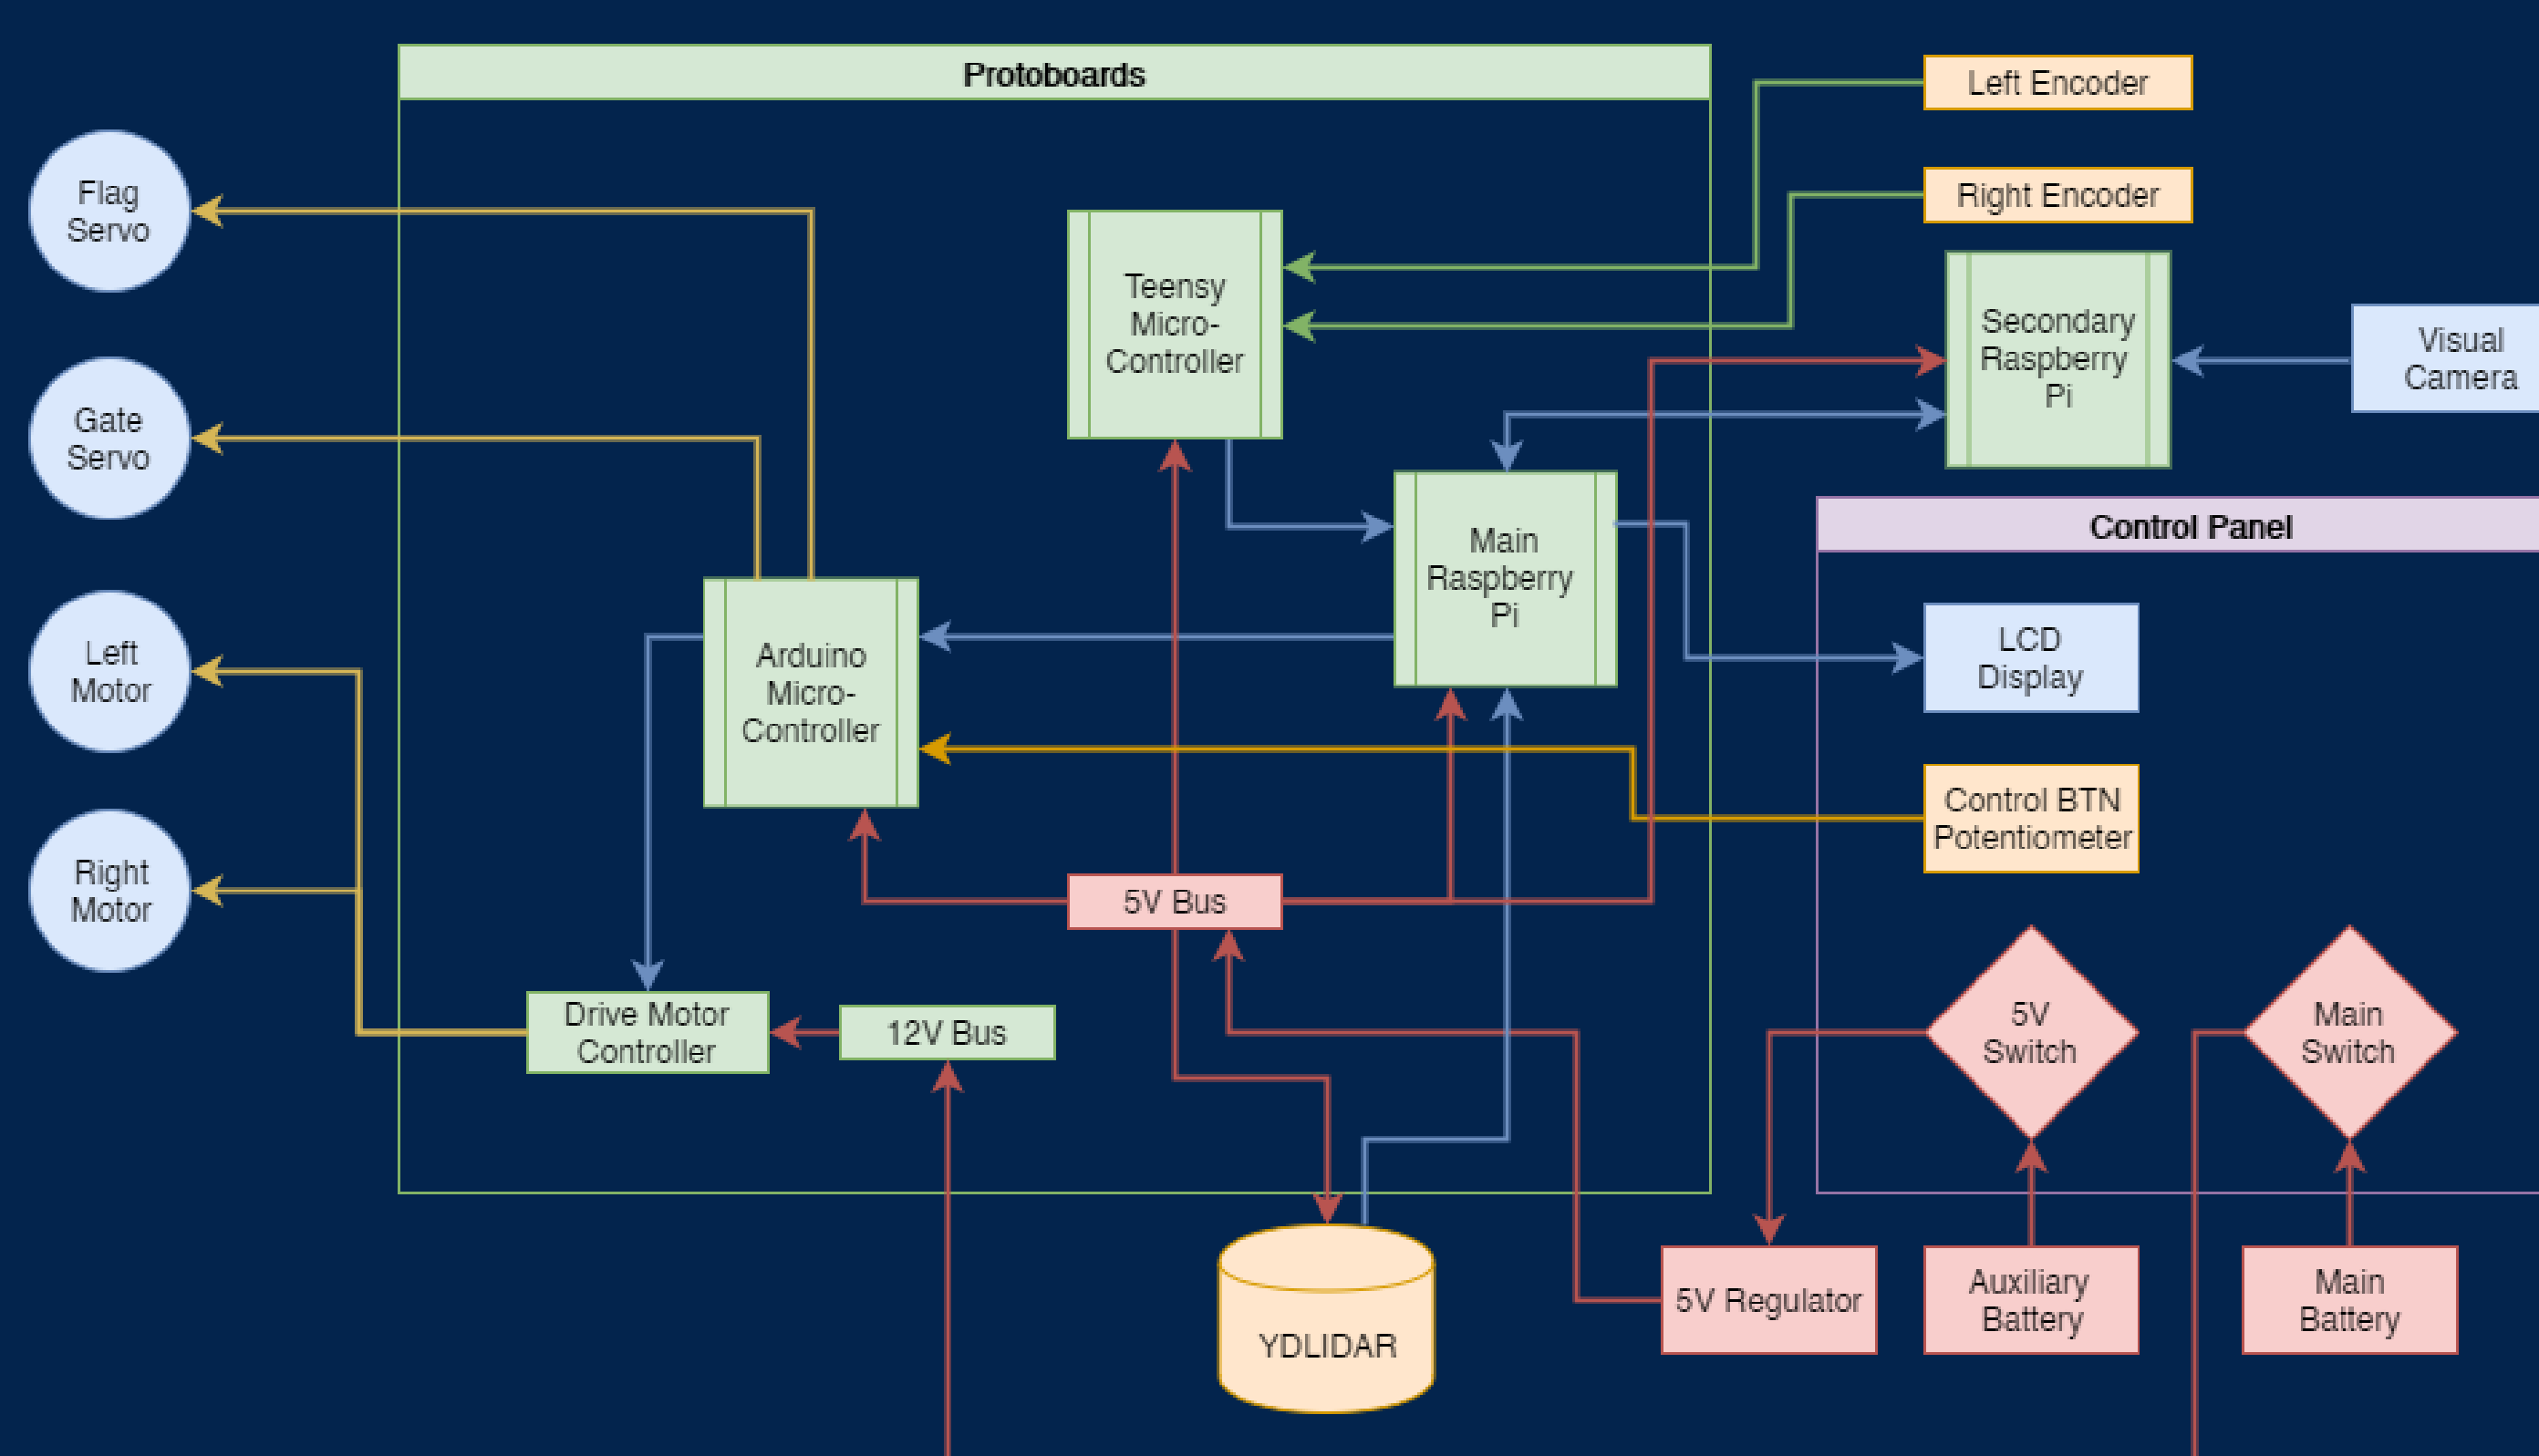 Protoboards
Left Encoder
Right Encoder
Flag
Servo
Teensy
Micro-
Controller
Secondary
Raspberry
Pi
Visual
Camera
Gate
Servo
Main
Raspberry
Pi
Control Panel
Left
Motor
Arduino
Micro-
Controller
LCD
Display
Control BTN
Potentiometer
Right
Motor
5V Bus
Drive Motor
Controller
12V Bus
5V
Switch
Main
Switch
5V Regulator
Auxiliary
Battery
Main
Battery
YDLIDAR